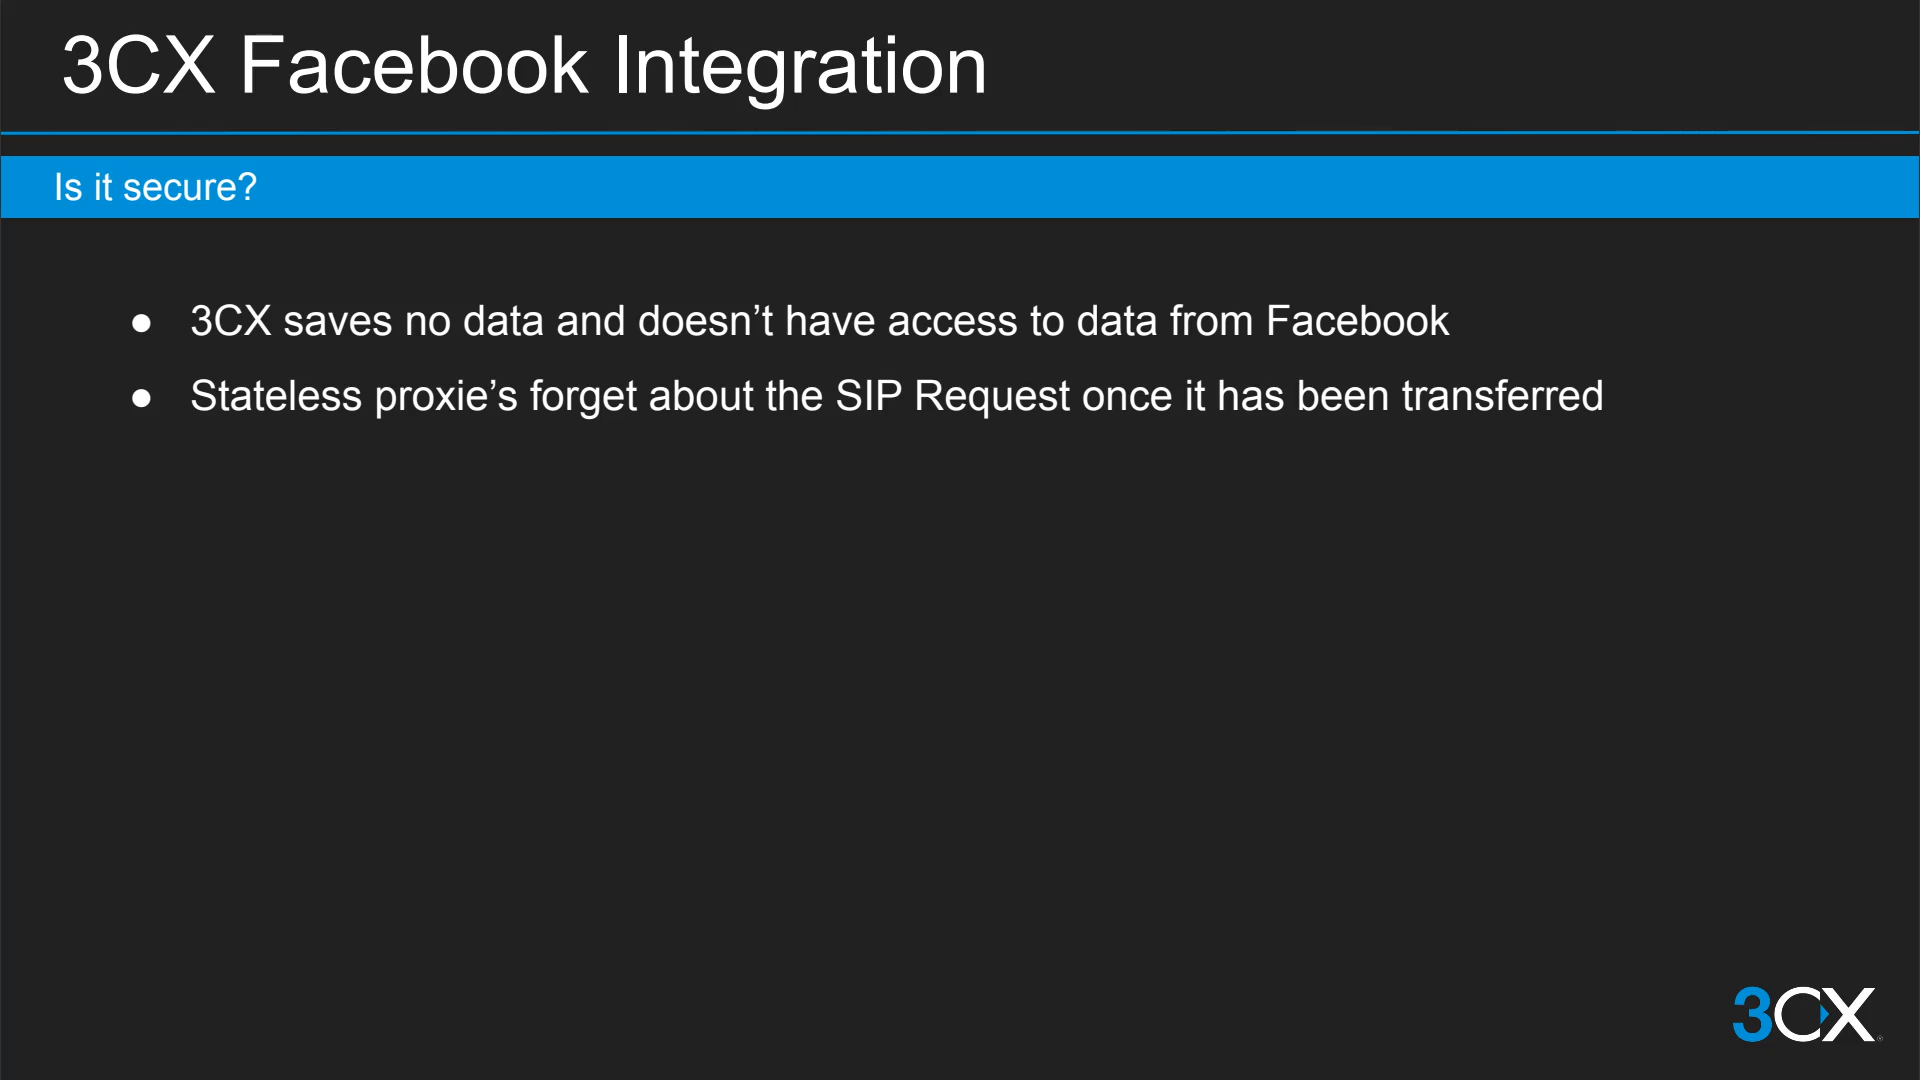 3CX Facebook Integration
Is it secure?
● 3CX saves no data and doesn’t have access to data from Facebook
● Stateless proxie’s forget about the SIP Request once it has been transferred
3CX